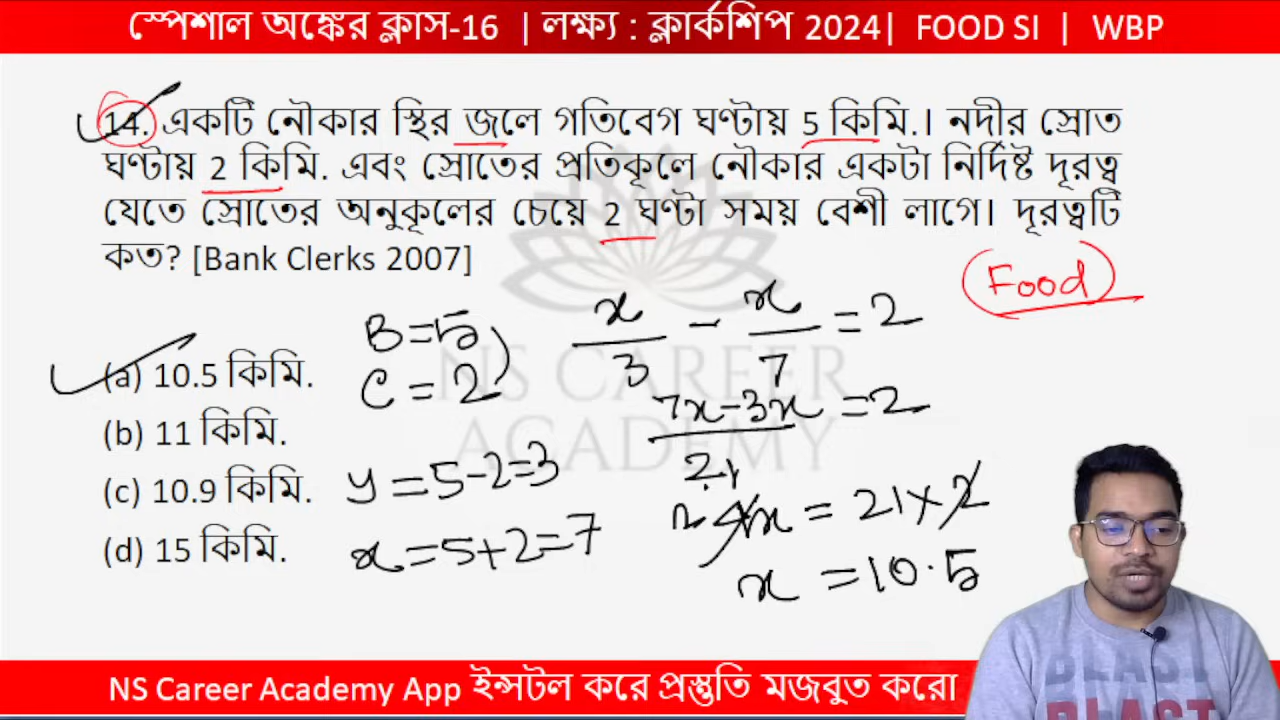 স্পেশাল অঙ্কের ক্লাস-16 | লক্ষ্য : ক্লার্কশিপ 2024| FOOD SI | WBP
14. একটি নৌকার স্থির জলে গতিবেগ ঘণ্টায় 5 কিমি.। নদীর স্রোত
ঘণ্টায় 2 কিমি. এবং স্রোতের প্রতিকূলে নৌকার একটা নির্দিষ্ট দূরত্ব
যেতে স্রোতের অনুকূলের চেয়ে 2 ঘণ্টা সময় বেশী লাগে। দূরত্বটি
কত? [Bank Clerks 2007]
Food
(a) 10.5 কিমি.
(b) 11 কিমি.
(c) 10.9 কিমি.
(d) 15 কিমি.
B = 5
C = 2
y = 5-2=3
x = 5+2=7
x/3 - x/7 = 2
7x-3x/21 = 2
2 4x = 21×2
x = 10.5
NS CAREER
ACADEMY
BLAST
BLAST
NS Career Academy App ইন্সটল করে প্রস্তুতি মজবুত করো